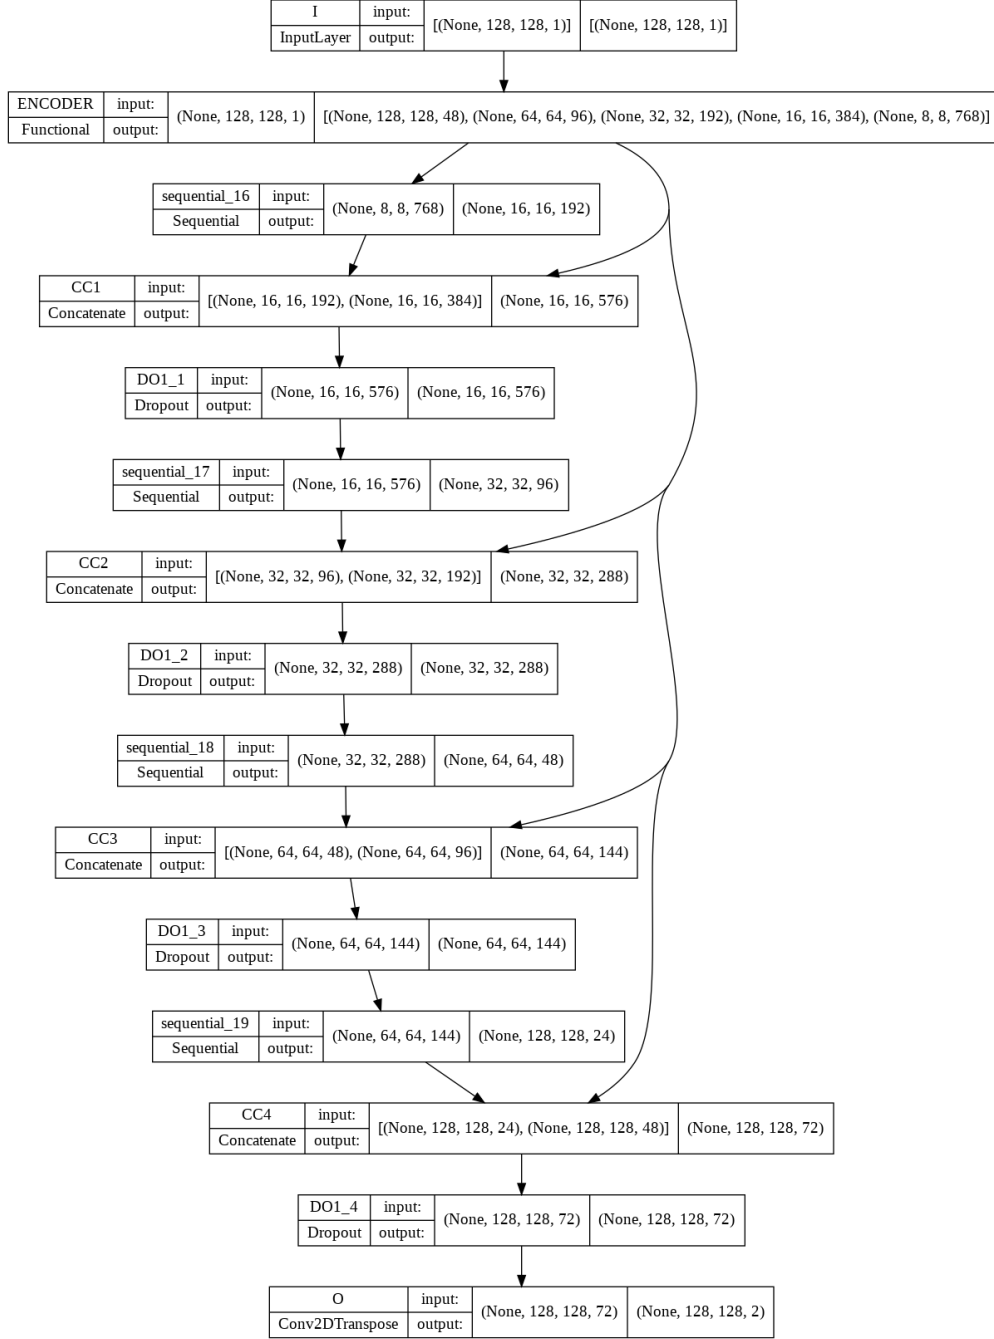 I input: [(None, 128, 128, 1)] [(None, 128, 128, 1)]
InputLayer output:
ENCODER input: (None, 128, 128, 1) [(None, 128, 128, 48), (None, 64, 64, 96), (None, 32, 32, 192), (None, 16, 16, 384), (None, 8, 8, 768)]
Functional output:
sequential_16 input: (None, 8, 8, 768) (None, 16, 16, 192)
Sequential output:
CC1 input: [(None, 16, 16, 192), (None, 16, 16, 384)] (None, 16, 16, 576)
Concatenate output:
DO1_1 input: (None, 16, 16, 576) (None, 16, 16, 576)
Dropout output:
sequential_17 input: (None, 16, 16, 576) (None, 32, 32, 96)
Sequential output:
CC2 input: [(None, 32, 32, 96), (None, 32, 32, 192)] (None, 32, 32, 288)
Concatenate output:
DO1_2 input: (None, 32, 32, 288) (None, 32, 32, 288)
Dropout output:
sequential_18 input: (None, 32, 32, 288) (None, 64, 64, 48)
Sequential output:
CC3 input: [(None, 64, 64, 48), (None, 64, 64, 96)] (None, 64, 64, 144)
Concatenate output:
DO1_3 input: (None, 64, 64, 144) (None, 64, 64, 144)
Dropout output:
sequential_19 input: (None, 64, 64, 144) (None, 128, 128, 24)
Sequential output:
CC4 input: [(None, 128, 128, 24), (None, 128, 128, 48)] (None, 128, 128, 72)
Concatenate output:
DO1_4 input: (None, 128, 128, 72) (None, 128, 128, 72)
Dropout output:
O input: (None, 128, 128, 72) (None, 128, 128, 2)
Conv2DTranspose output: